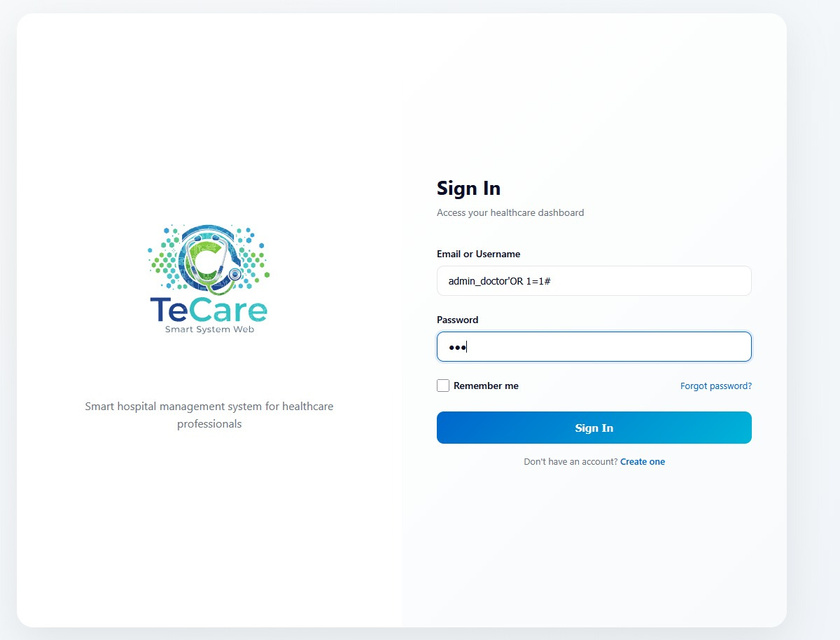 TeCare
Smart System Web
Smart hospital management system for healthcare
professionals
Sign In
Access your healthcare dashboard
Email or Username
admin_doctor'OR 1=1#
Password
•••
Remember me
Forgot password?
Sign In
Don't have an account? Create one